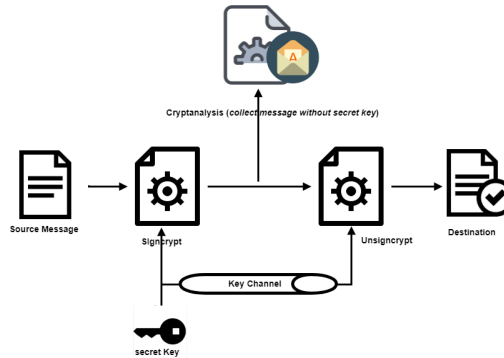 Cryptanalysis (collect message without secret key)
Source Message
Signcrypt
Unsigncrypt
Destination
Key Channel
secret Key